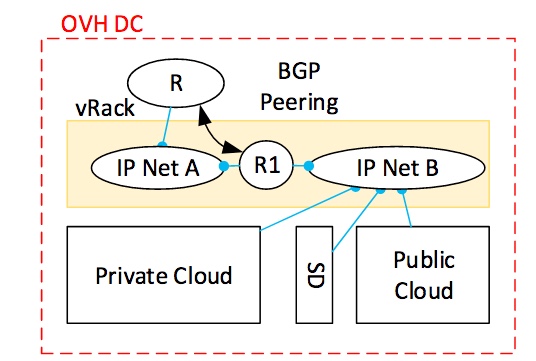 OVH DC
R
BGP
Peering
vRack
IP Net A
R1
IP Net B
Private Cloud
SD
Public
Cloud